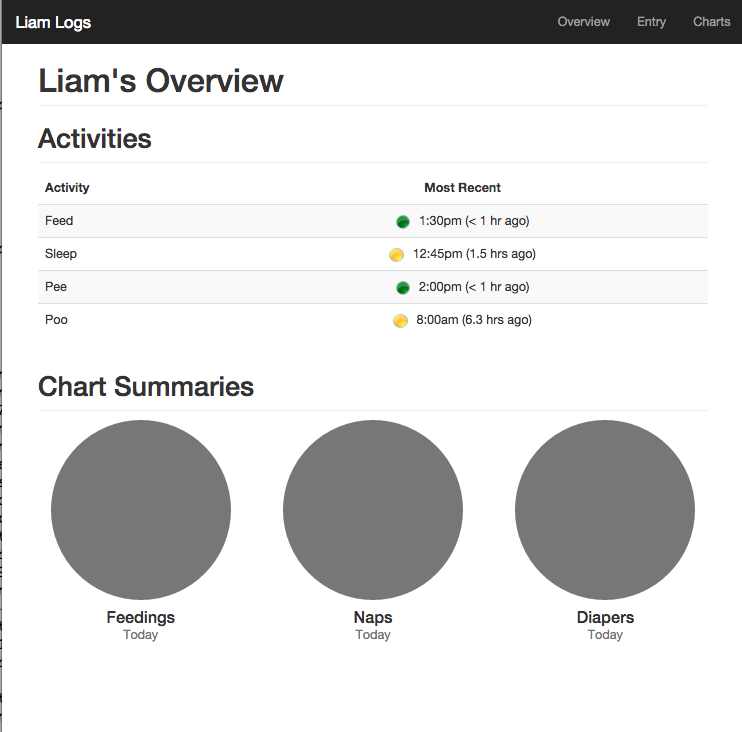 Liam Logs Overview Entry Charts
Liam's Overview
Activities
Activity Most Recent
Feed 1:30pm (< 1 hr ago)
Sleep 12:45pm (1.5 hrs ago)
Pee 2:00pm (< 1 hr ago)
Poo 8:00am (6.3 hrs ago)
Chart Summaries
Feedings Naps Diapers
Today Today Today